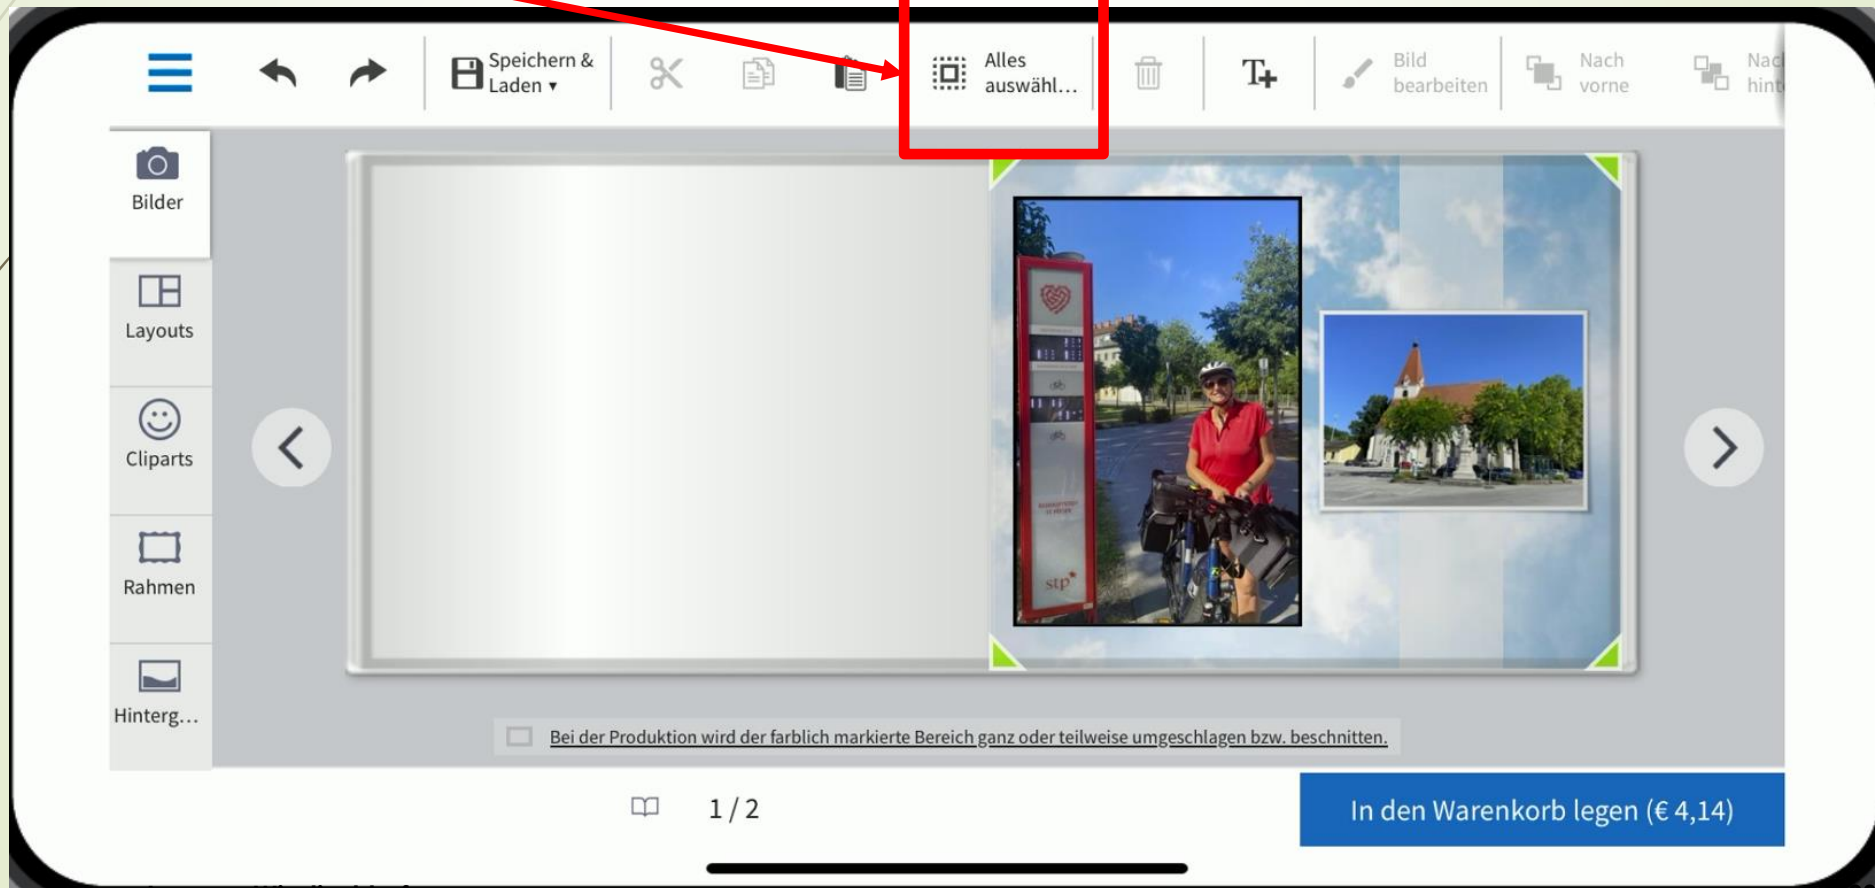 Speichern &
Laden ▾
Alles
auswähl...
Bild
bearbeiten
Nach
vorne
Bilder
Layouts
Cliparts
Rahmen
Hinterg...
stp*
Bei der Produktion wird der farblich markierte Bereich ganz oder teilweise umgeschlagen bzw. beschnitten.
1 / 2
In den Warenkorb legen (€ 4,14)